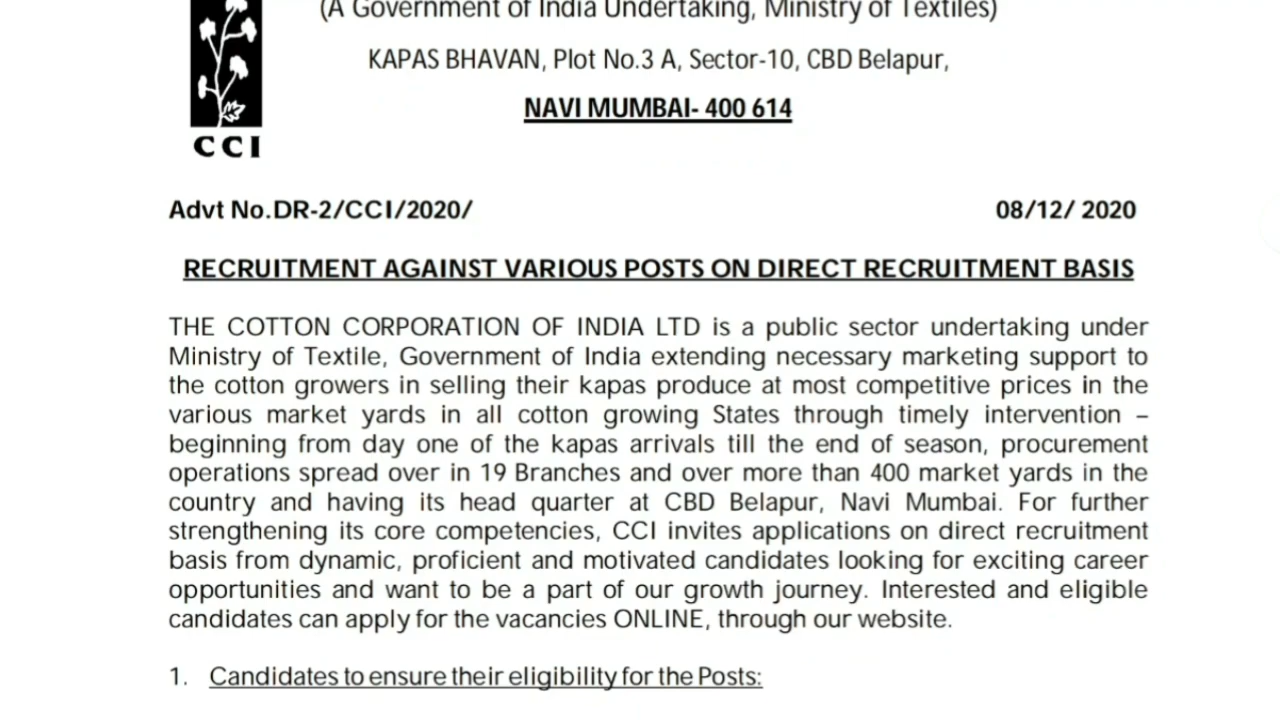 (A Government of India Undertaking, Ministry of Textiles)
KAPAS BHAVAN, Plot No.3 A, Sector-10, CBD Belapur,
NAVI MUMBAI- 400 614
CCI
Advt No.DR-2/CCI/2020/ 08/12/ 2020
RECRUITMENT AGAINST VARIOUS POSTS ON DIRECT RECRUITMENT BASIS
THE COTTON CORPORATION OF INDIA LTD is a public sector undertaking under
Ministry of Textile, Government of India extending necessary marketing support to
the cotton growers in selling their kapas produce at most competitive prices in the
various market yards in all cotton growing States through timely intervention –
beginning from day one of the kapas arrivals till the end of season, procurement
operations spread over in 19 Branches and over more than 400 market yards in the
country and having its head quarter at CBD Belapur, Navi Mumbai. For further
strengthening its core competencies, CCI invites applications on direct recruitment
basis from dynamic, proficient and motivated candidates looking for exciting career
opportunities and want to be a part of our growth journey. Interested and eligible
candidates can apply for the vacancies ONLINE, through our website.
1. Candidates to ensure their eligibility for the Posts: